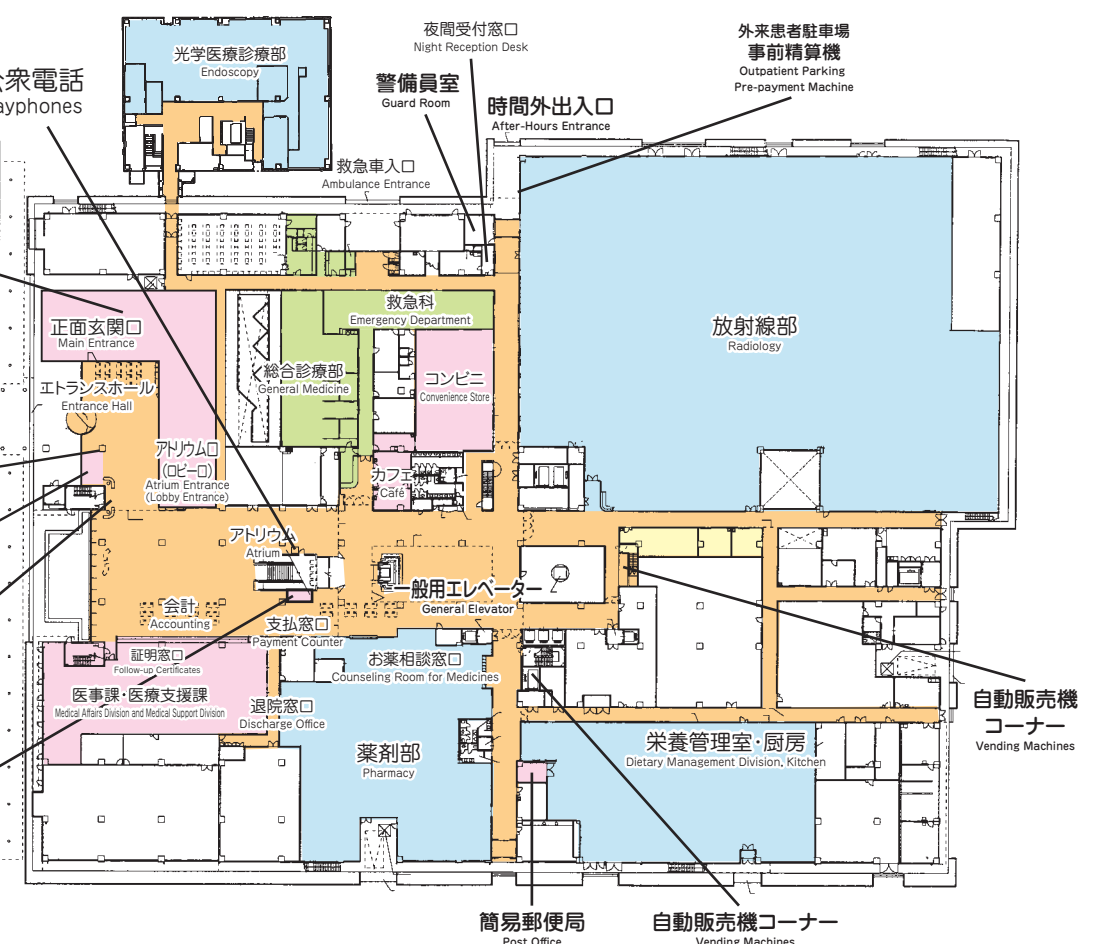 光学医療診療部
Endoscopy
衆電話
ayphones
夜間受付窓口
Night Reception Desk
警備員室
Guard Room
時間外出入口
After-Hours Entrance
外来患者駐車場
事前精算機
Outpatient Parking
Pre-payment Machine
救急車入口
Ambulance Entrance
正面玄関口
Main Entrance
エトランスホール
Entrance Hall
アトリウム口
(ロビー口)
Atrium Entrance
(Lobby Entrance)
救急科
Emergency Department
総合診療部
General Medicine
コンビニ
Convenience Store
カフェ
Café
放射線部
Radiology
アトリウム
Atrium
一般用エレベーター
General Elevator
会計
Accounting
支払窓口
Payment Counter
証明窓口
Follow-up Certificates
医事課・医療支援課
Medical Affairs Division and Medical Support Division
退院窓口
Discharge Office
お薬相談窓口
Counseling Room for Medicines
薬剤部
Pharmacy
栄養管理室・厨房
Dietary Management Division, Kitchen
自動販売機
コーナー
Vending Machines
簡易郵便局
Post Office
自動販売機コーナー
Vending Machines